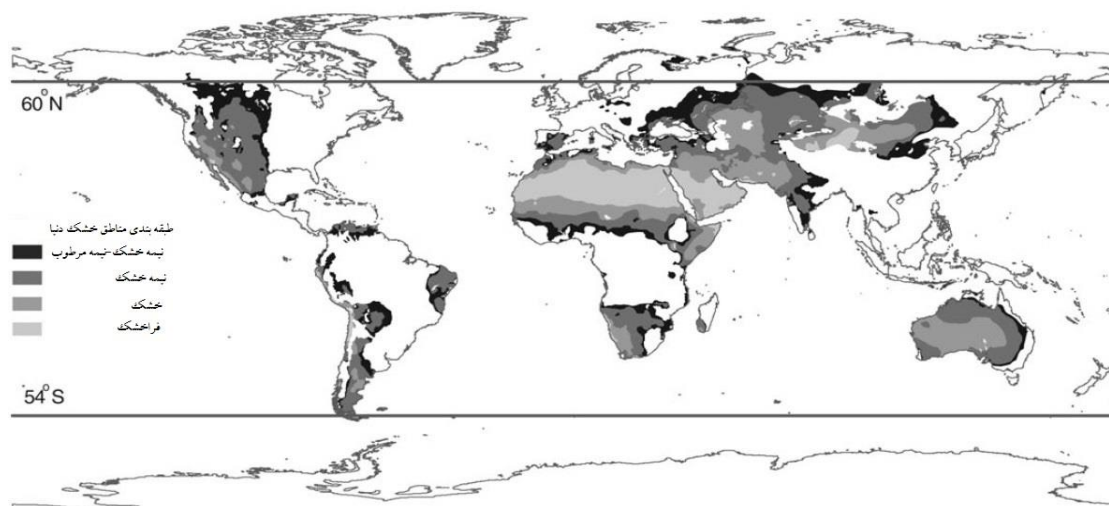 60°N
طبقه بندی مناطق خشک دنیا
نیمه خشک-نیمه مرطوب
نیمه خشک
خشک
فراخشک
54°S